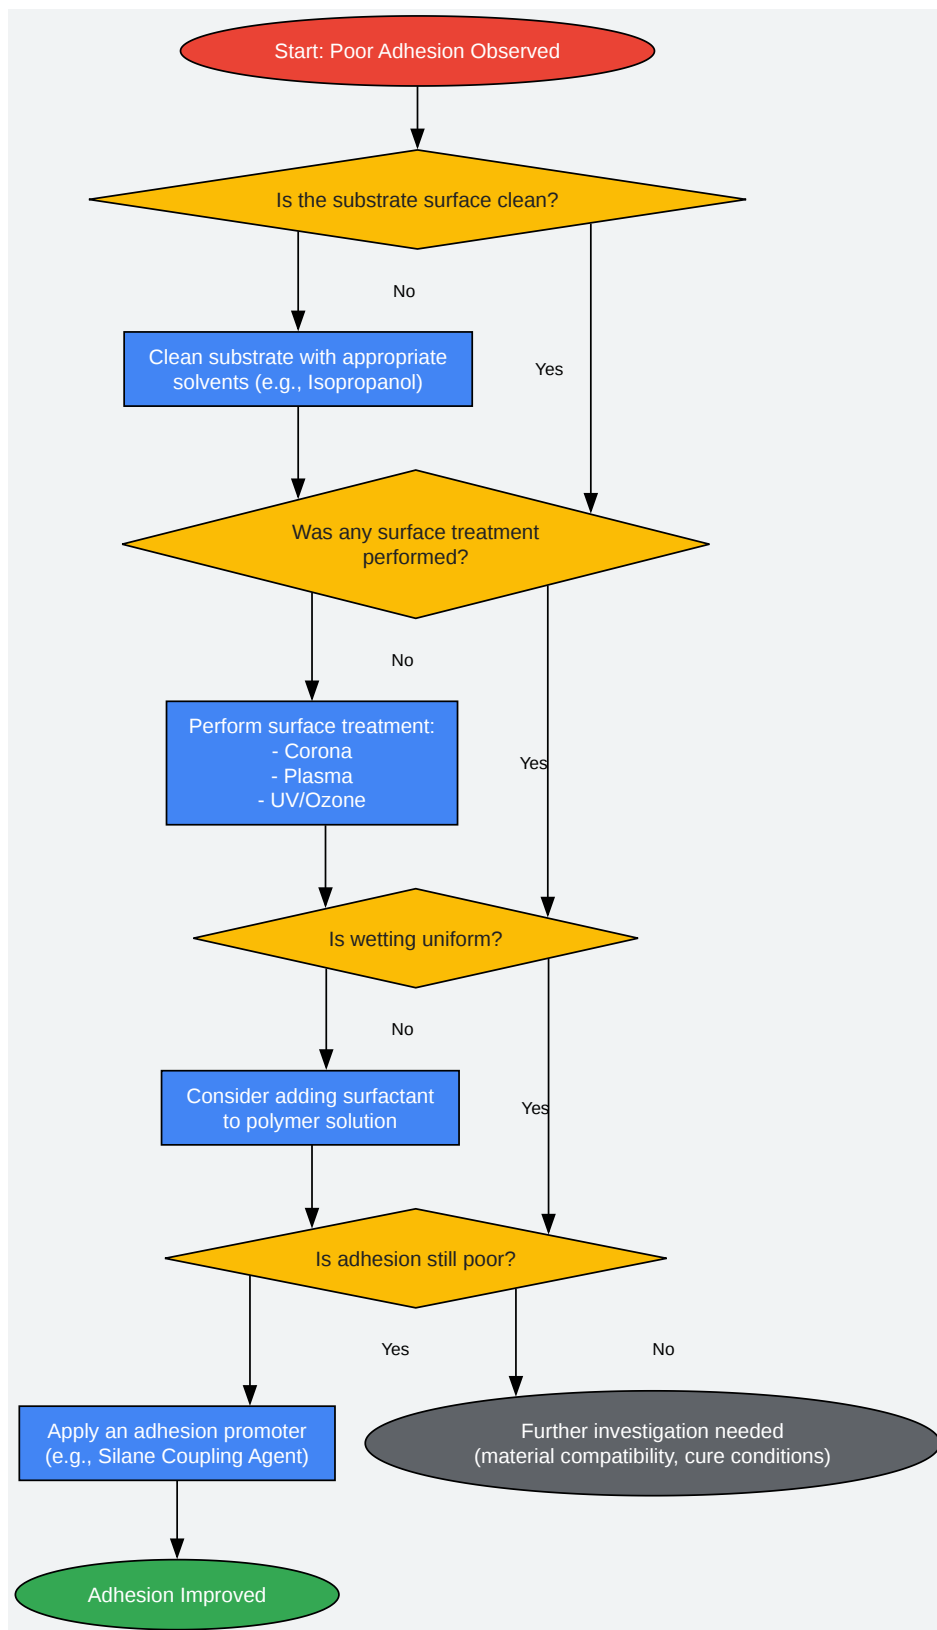 Start: Poor Adhesion Observed
Is the substrate surface clean?
No
Clean substrate with appropriate
solvents (e.g., Isopropanol)
Yes
Was any surface treatment
performed?
No
Perform surface treatment:
- Corona
- Plasma
- UV/Ozone
Yes
Is wetting uniform?
No
Consider adding surfactant
to polymer solution
Yes
Is adhesion still poor?
Yes
No
Apply an adhesion promoter
(e.g., Silane Coupling Agent)
Further investigation needed
(material compatibility, cure conditions)
Adhesion Improved